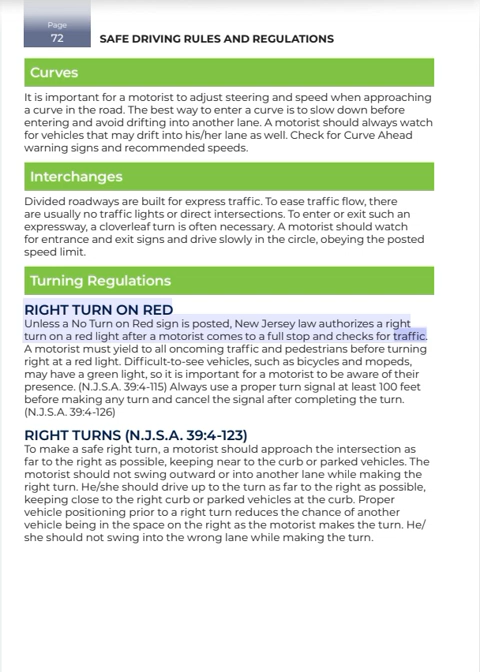 Page
72
SAFE DRIVING RULES AND REGULATIONS
Curves
It is important for a motorist to adjust steering and speed when approaching
a curve in the road. The best way to enter a curve is to slow down before
entering and avoid drifting into another lane. A motorist should always watch
for vehicles that may drift into his/her lane as well. Check for Curve Ahead
warning signs and recommended speeds.
Interchanges
Divided roadways are built for express traffic. To ease traffic flow, there
are usually no traffic lights or direct intersections. To enter or exit such an
expressway, a cloverleaf turn is often necessary. A motorist should watch
for entrance and exit signs and drive slowly in the circle, obeying the posted
speed limit.
Turning Regulations
RIGHT TURN ON RED
Unless a No Turn on Red sign is posted, New Jersey law authorizes a right
turn on a red light after a motorist comes to a full stop and checks for traffic.
A motorist must yield to all oncoming traffic and pedestrians before turning
right at a red light. Difficult-to-see vehicles, such as bicycles and mopeds,
may have a green light, so it is important for a motorist to be aware of their
presence. (N.J.S.A. 39:4-115) Always use a proper turn signal at least 100 feet
before making any turn and cancel the signal after completing the turn.
(N.J.S.A. 39:4-126)
RIGHT TURNS (N.J.S.A. 39:4-123)
To make a safe right turn, a motorist should approach the intersection as
far to the right as possible, keeping near to the curb or parked vehicles. The
motorist should not swing outward or into another lane while making the
right turn. He/she should drive up to the turn as far to the right as possible,
keeping close to the right curb or parked vehicles at the curb. Proper
vehicle positioning prior to a right turn reduces the chance of another
vehicle being in the space on the right as the motorist makes the turn. He/
she should not swing into the wrong lane while making the turn.